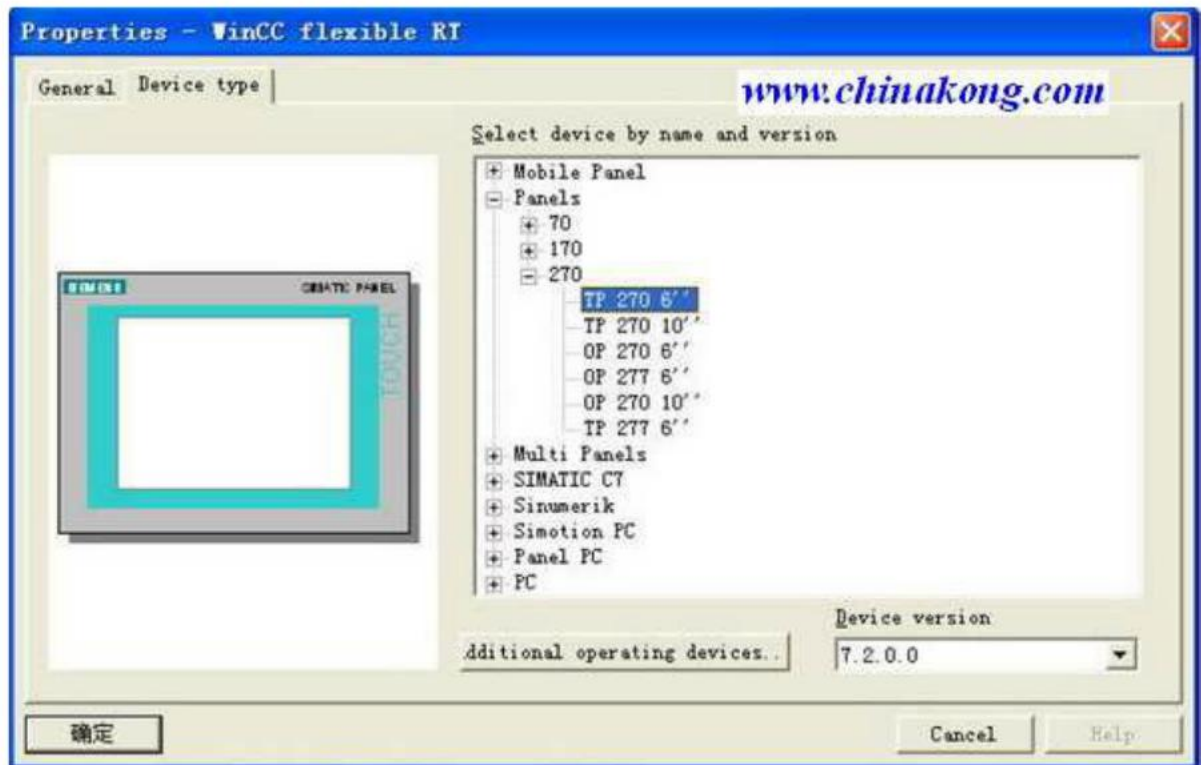 Properties - WinCC flexible RT
General
Device type
www.chinakong.com
Select device by name and version
Mobile Panel
Panels
70
170
270
TP 270 6''
TP 270 10''
OP 270 6''
OP 277 6''
OP 270 10''
TP 277 6''
Multi Panels
SIMATIC C7
Sinumerik
Simotion PC
Panel PC
PC
SIEMENS
SIMATIC PANEL
TOUCH
Device version
dditional operating devices..
7.2.0.0
确定
Cancel
Help